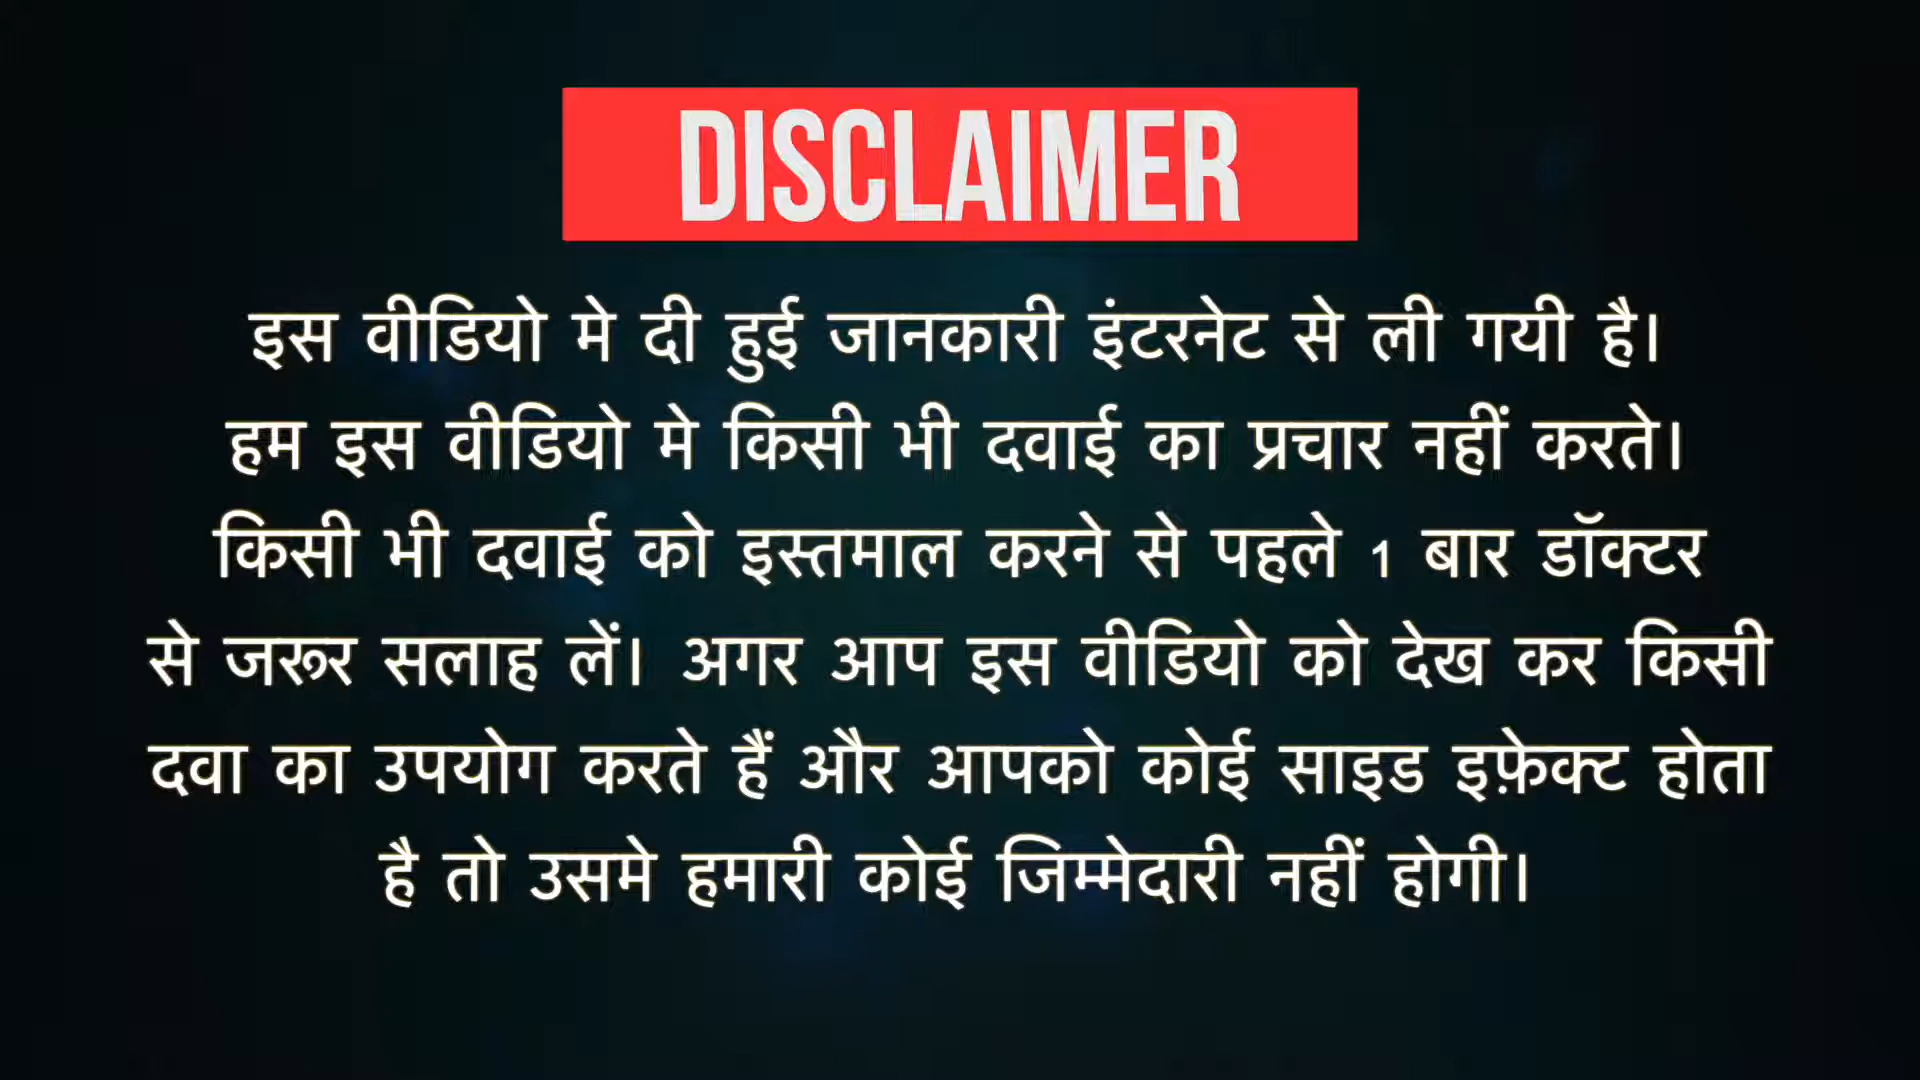 DISCLAIMER
इस वीडियो मे दी हुई जानकारी इंटरनेट से ली गयी है।
हम इस वीडियो मे किसी भी दवाई का प्रचार नहीं करते।
किसी भी दवाई को इस्तमाल करने से पहले 1 बार डॉक्टर
से जरूर सलाह लें। अगर आप इस वीडियो को देख कर किसी
दवा का उपयोग करते हैं और आपको कोई साइड इफ़ेक्ट होता
है तो उसमे हमारी कोई जिम्मेदारी नहीं होगी।